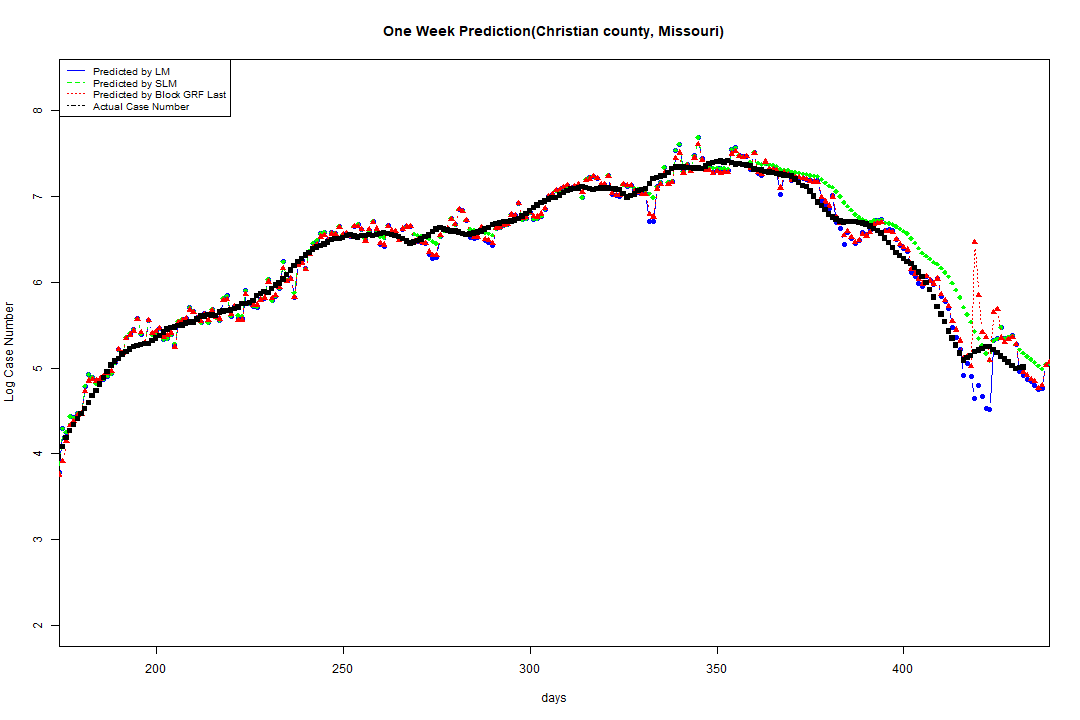 One Week Prediction(Christian county, Missouri)
Predicted by LM
Predicted by SLM
Predicted by Block GRF Last
Actual Case Number
8
7
6
5
4
3
2
Log Case Number
200 250 300 350 400
days